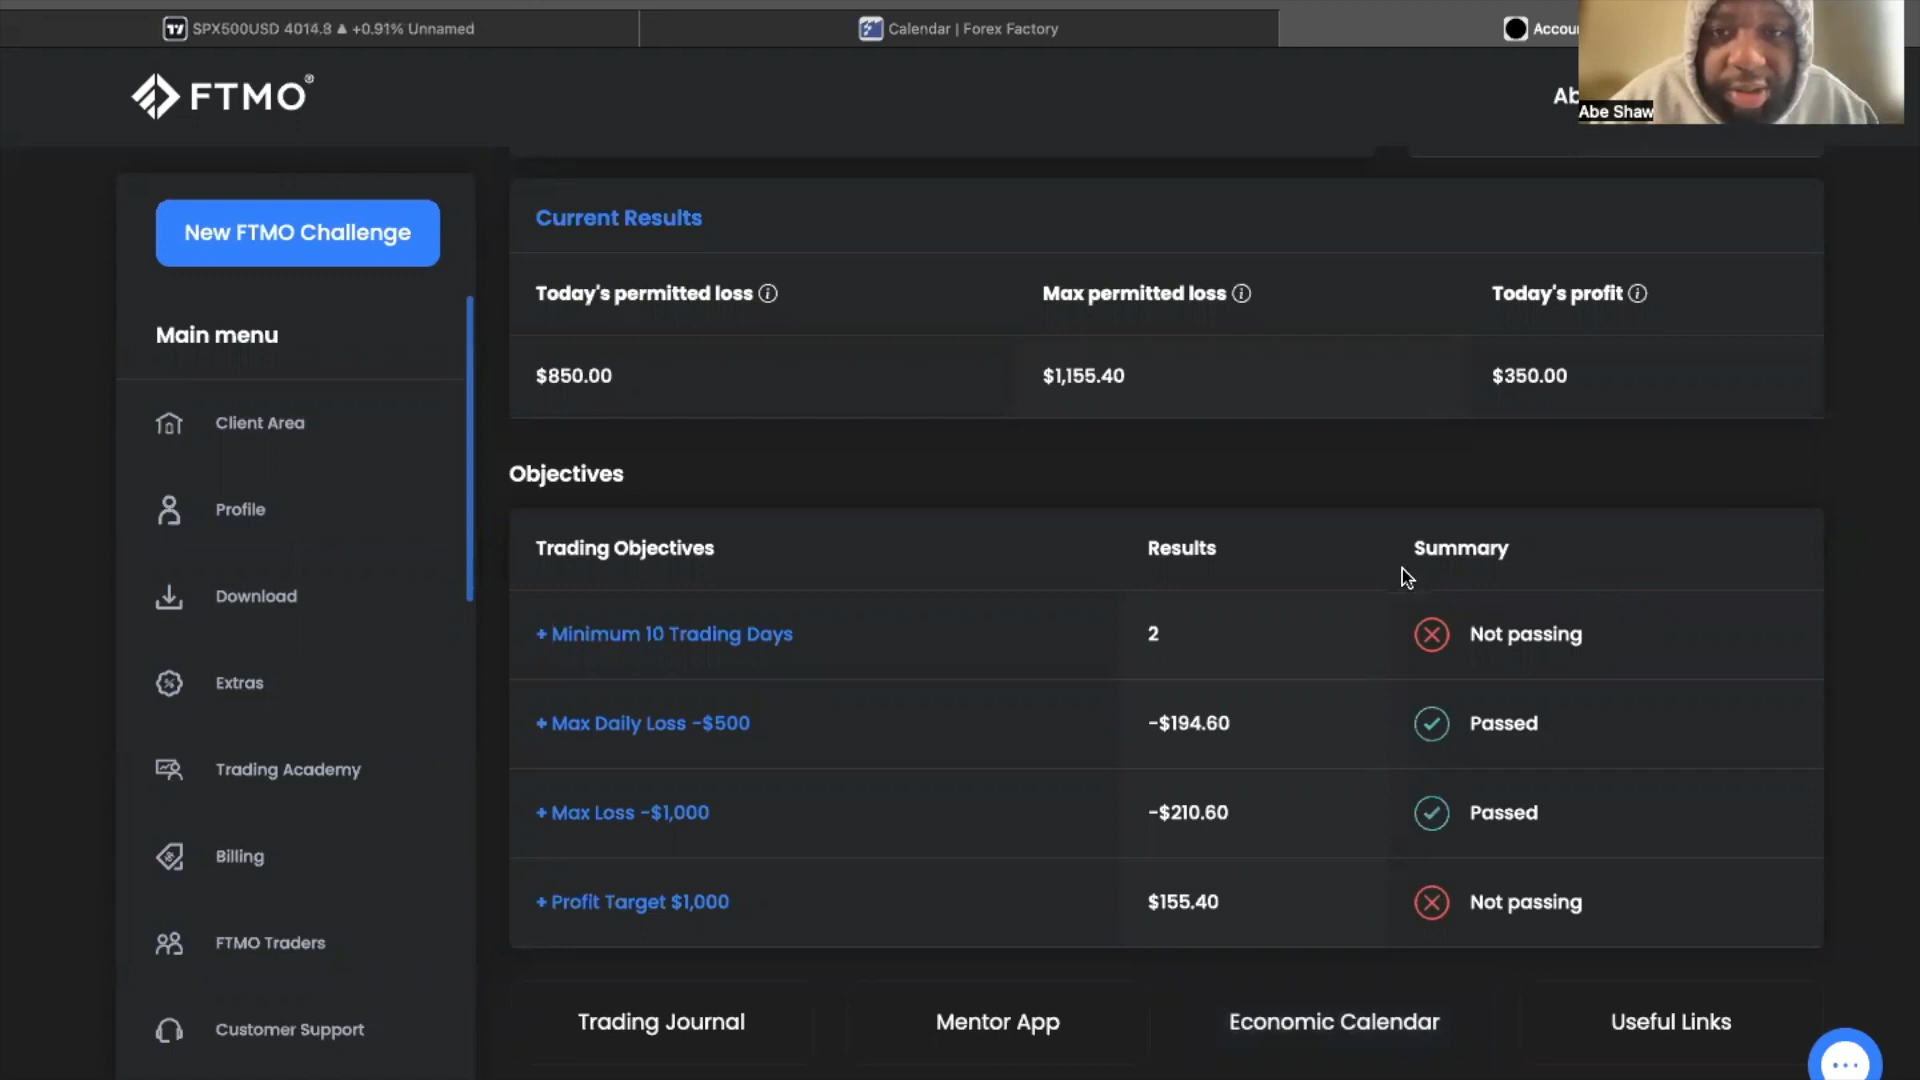 SPX500USD 4014.8 ▲ +0.91% Unnamed
Calendar | Forex Factory
Accou
FTMO®
Ab
Abe Shaw
New FTMO Challenge
Main menu
Client Area
Profile
Download
Extras
Trading Academy
Billing
FTMO Traders
Customer Support
Current Results
Today's permitted loss Max permitted loss Today's profit
$850.00 $1,155.40 $350.00
Objectives
Trading Objectives Results Summary
+ Minimum 10 Trading Days 2 Not passing
+ Max Daily Loss -$500 -$194.60 Passed
+ Max Loss -$1,000 -$210.60 Passed
+ Profit Target $1,000 $155.40 Not passing
Trading Journal Mentor App Economic Calendar Useful Links